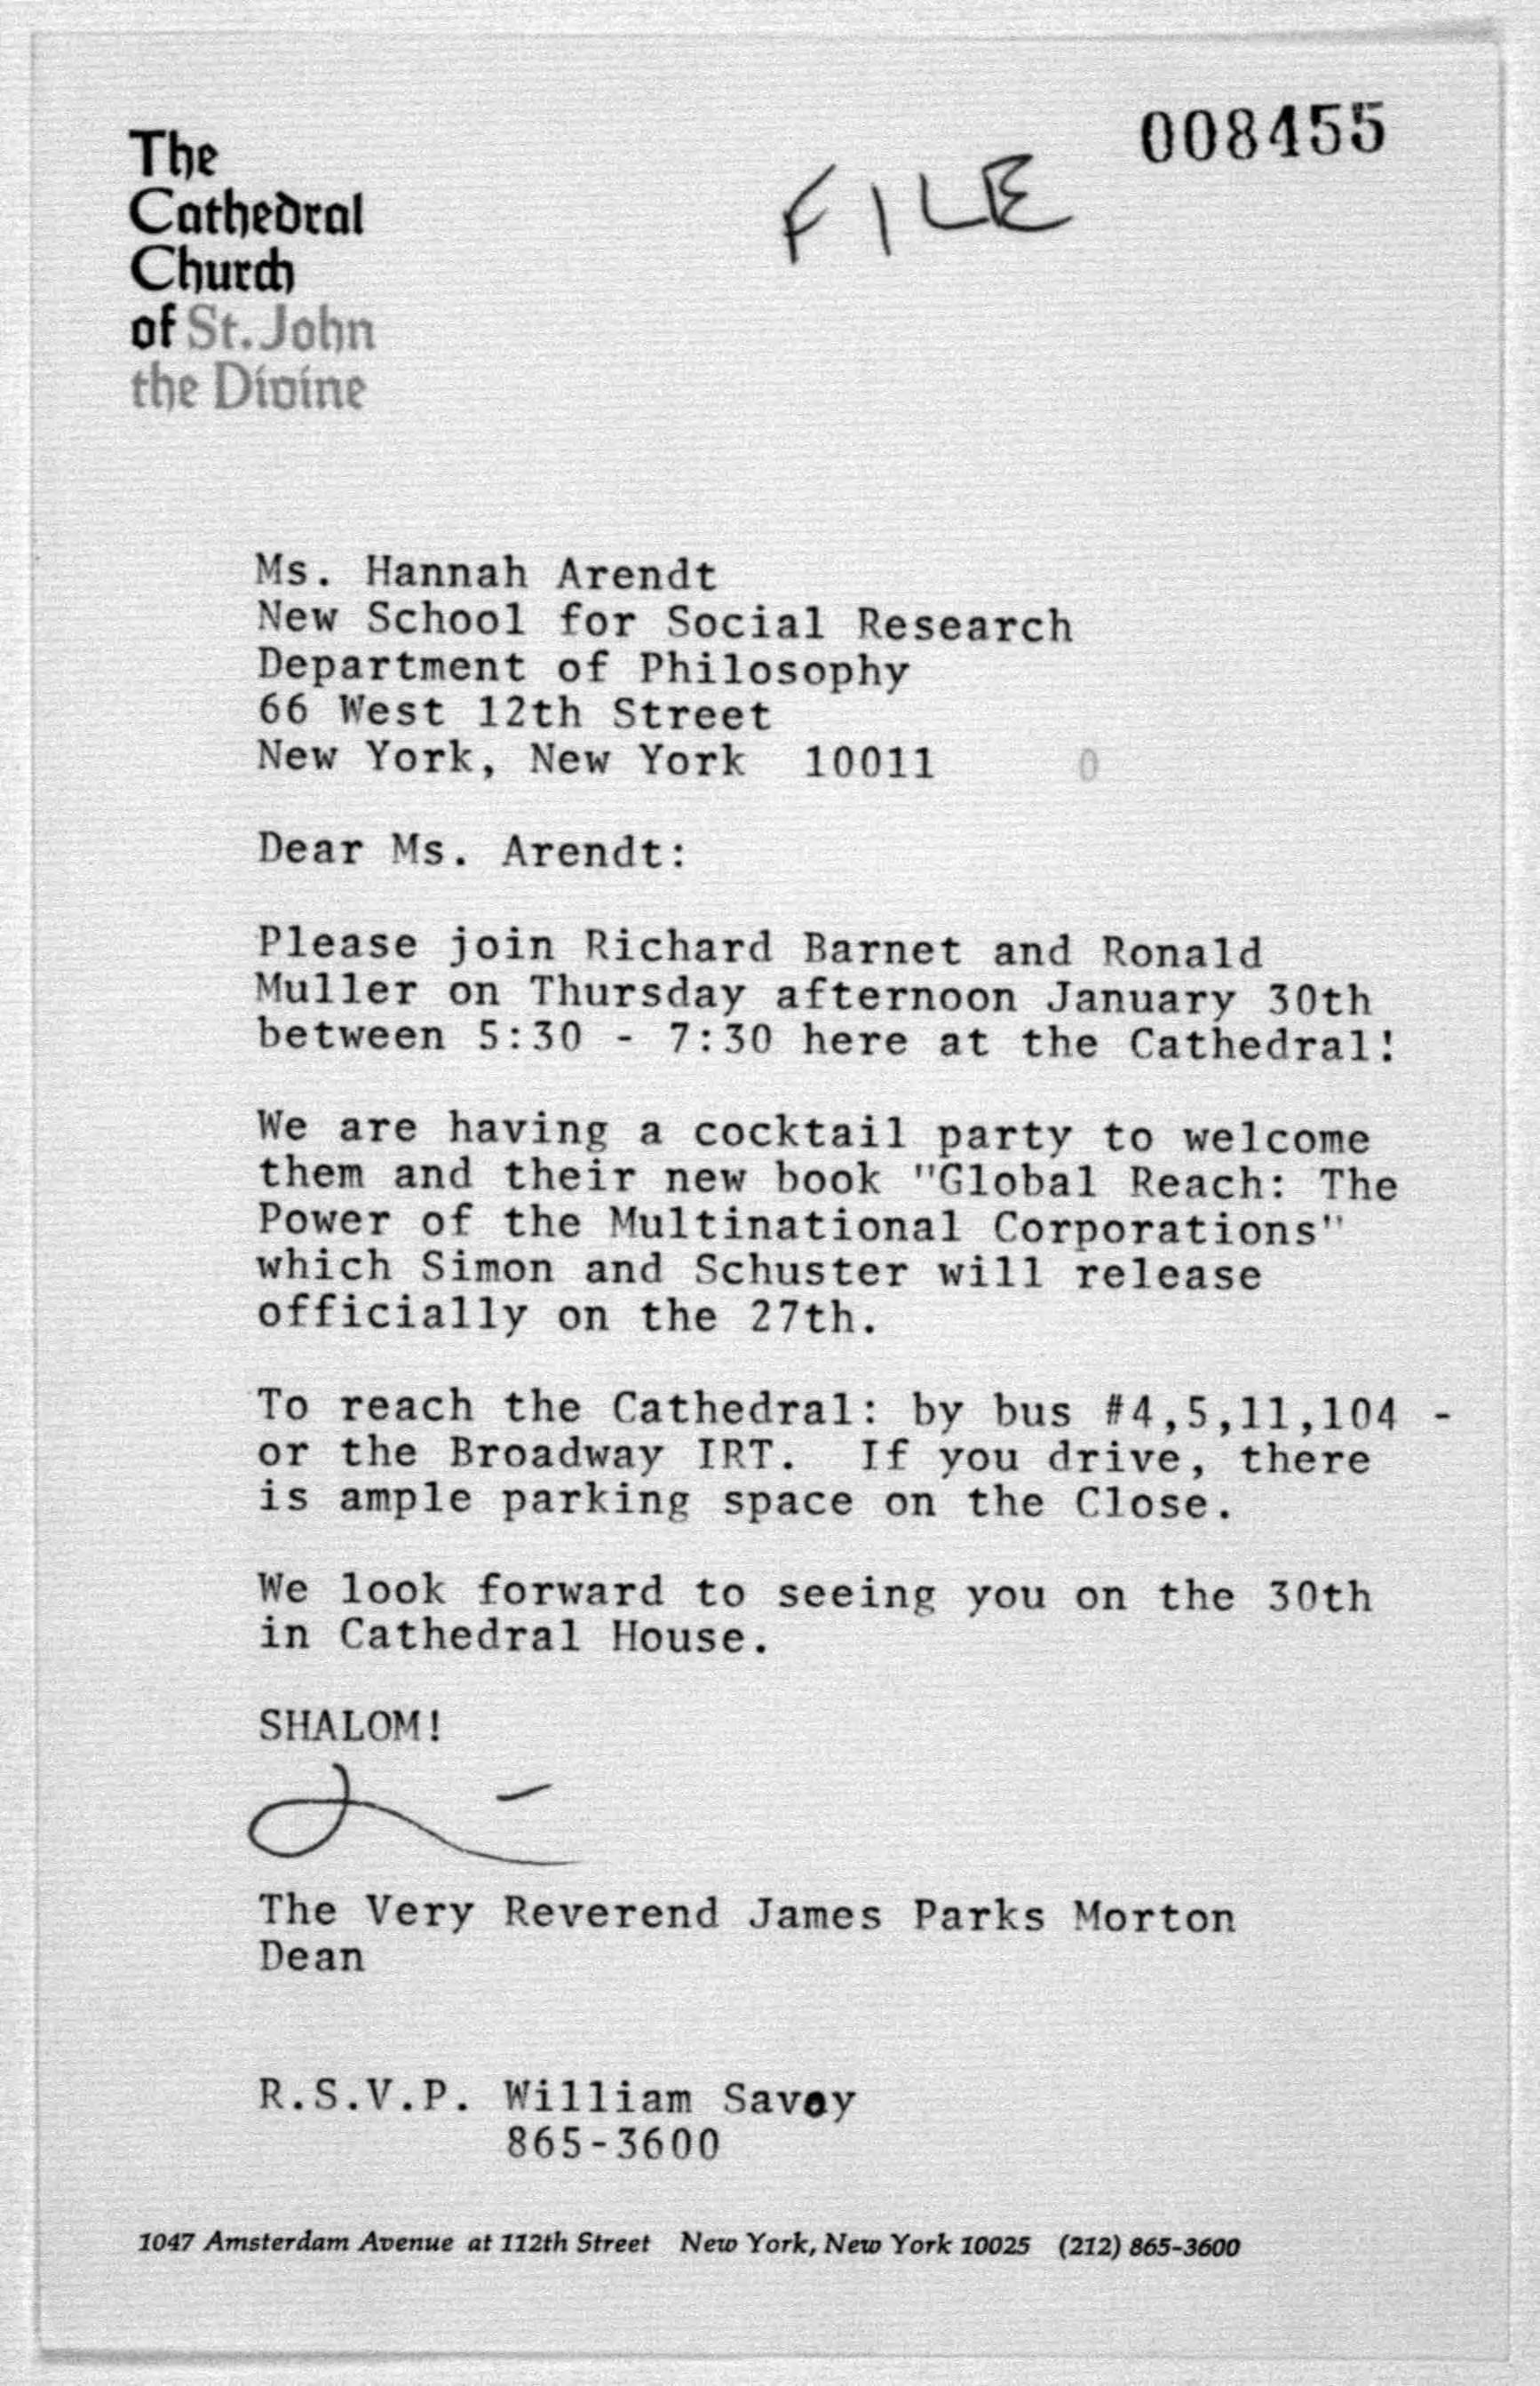 008455
FILE
The
Cathedral
Church
of St. John
the Divine
Ms. Hannah Arendt
New School for Social Research
Department of Philosophy
66 West 12th Street
New York, New York 10011 0
Dear Ms. Arendt:
Please join Richard Barnet and Ronald
Muller on Thursday afternoon January 30th
between 5:30 - 7:30 here at the Cathedral!
We are having a cocktail party to welcome
them and their new book "Global Reach: The
Power of the Multinational Corporations"
which Simon and Schuster will release
officially on the 27th.
To reach the Cathedral: by bus #4,5,11,104 -
or the Broadway IRT. If you drive, there
is ample parking space on the Close.
We look forward to seeing you on the 30th
in Cathedral House.
SHALOM!
The Very Reverend James Parks Morton
Dean
R.S.V.P. William Savoy
865-3600
1047 Amsterdam Avenue at 112th Street New York, New York 10025 (212) 865-3600